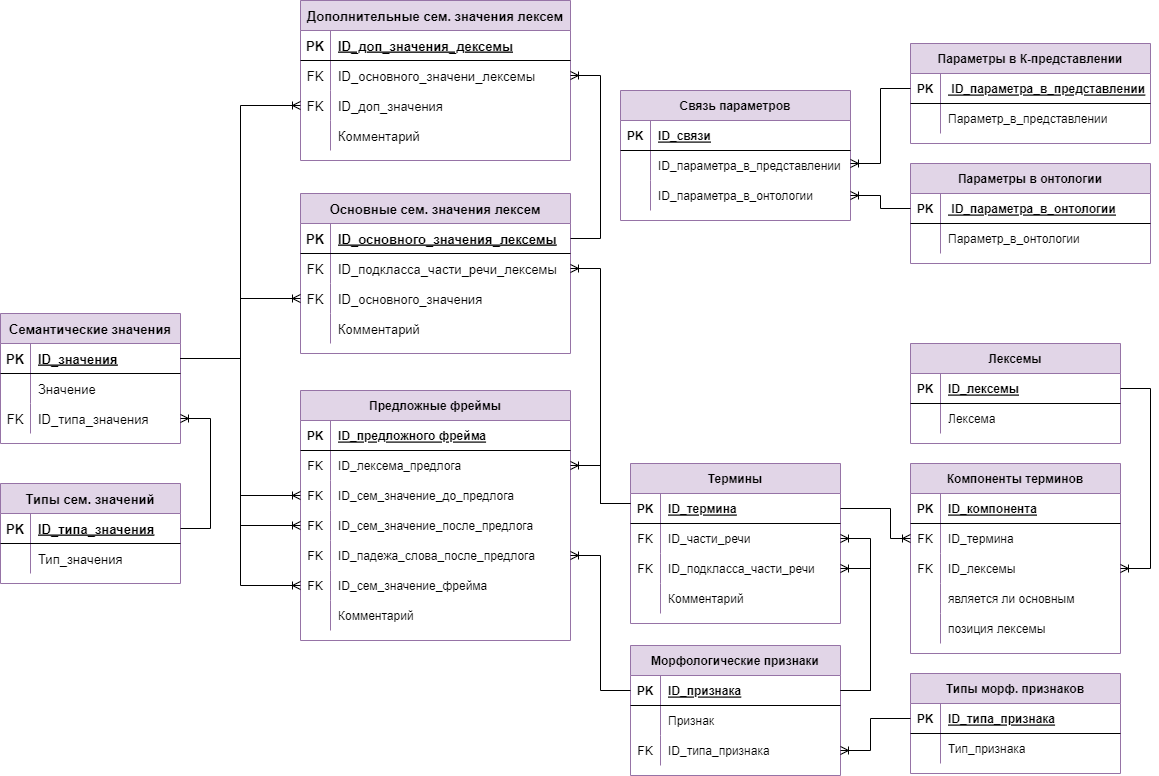 Дополнительные сем. значения лексем
PK ID_доп_значения_дексемы
FK ID_основного_значени_лексемы
FK ID_доп_значения
Комментарий
Основные сем. значения лексем
PK ID_основного_значения_лексемы
FK ID_подкласса_части_речи_лексемы
FK ID_основного_значения
Комментарий
Семантические значения
PK ID_значения
Значение
FK ID_типа_значения
Типы сем. значений
PK ID_типа_значения
Тип_значения
Предложные фреймы
PK ID_предложного фрейма
FK ID_лексема_предлога
FK ID_сем_значение_до_предлога
FK ID_сем_значение_после_предлога
FK ID_падежа_слова_после_предлога
FK ID_сем_значение_фрейма
Комментарий
Связь параметров
PK ID_связи
ID_параметра_в_представлении
ID_параметра_в_онтологии
Параметры в К-представлении
PK ID_параметра_в_представлении
Параметр_в_представлении
Параметры в онтологии
PK ID_параметра_в_онтологии
Параметр_в_онтологии
Лексемы
PK ID_лексемы
Лексема
Термины
PK ID_термина
FK ID_части_речи
FK ID_подкласса_части_речи
Комментарий
Компоненты терминов
PK ID_компонента
FK ID_термина
FK ID_лексемы
является ли основным
позиция лексемы
Морфологические признаки
PK ID_признака
Признак
FK ID_типа_признака
Типы морф. признаков
PK ID_типа_признака
Тип_признака